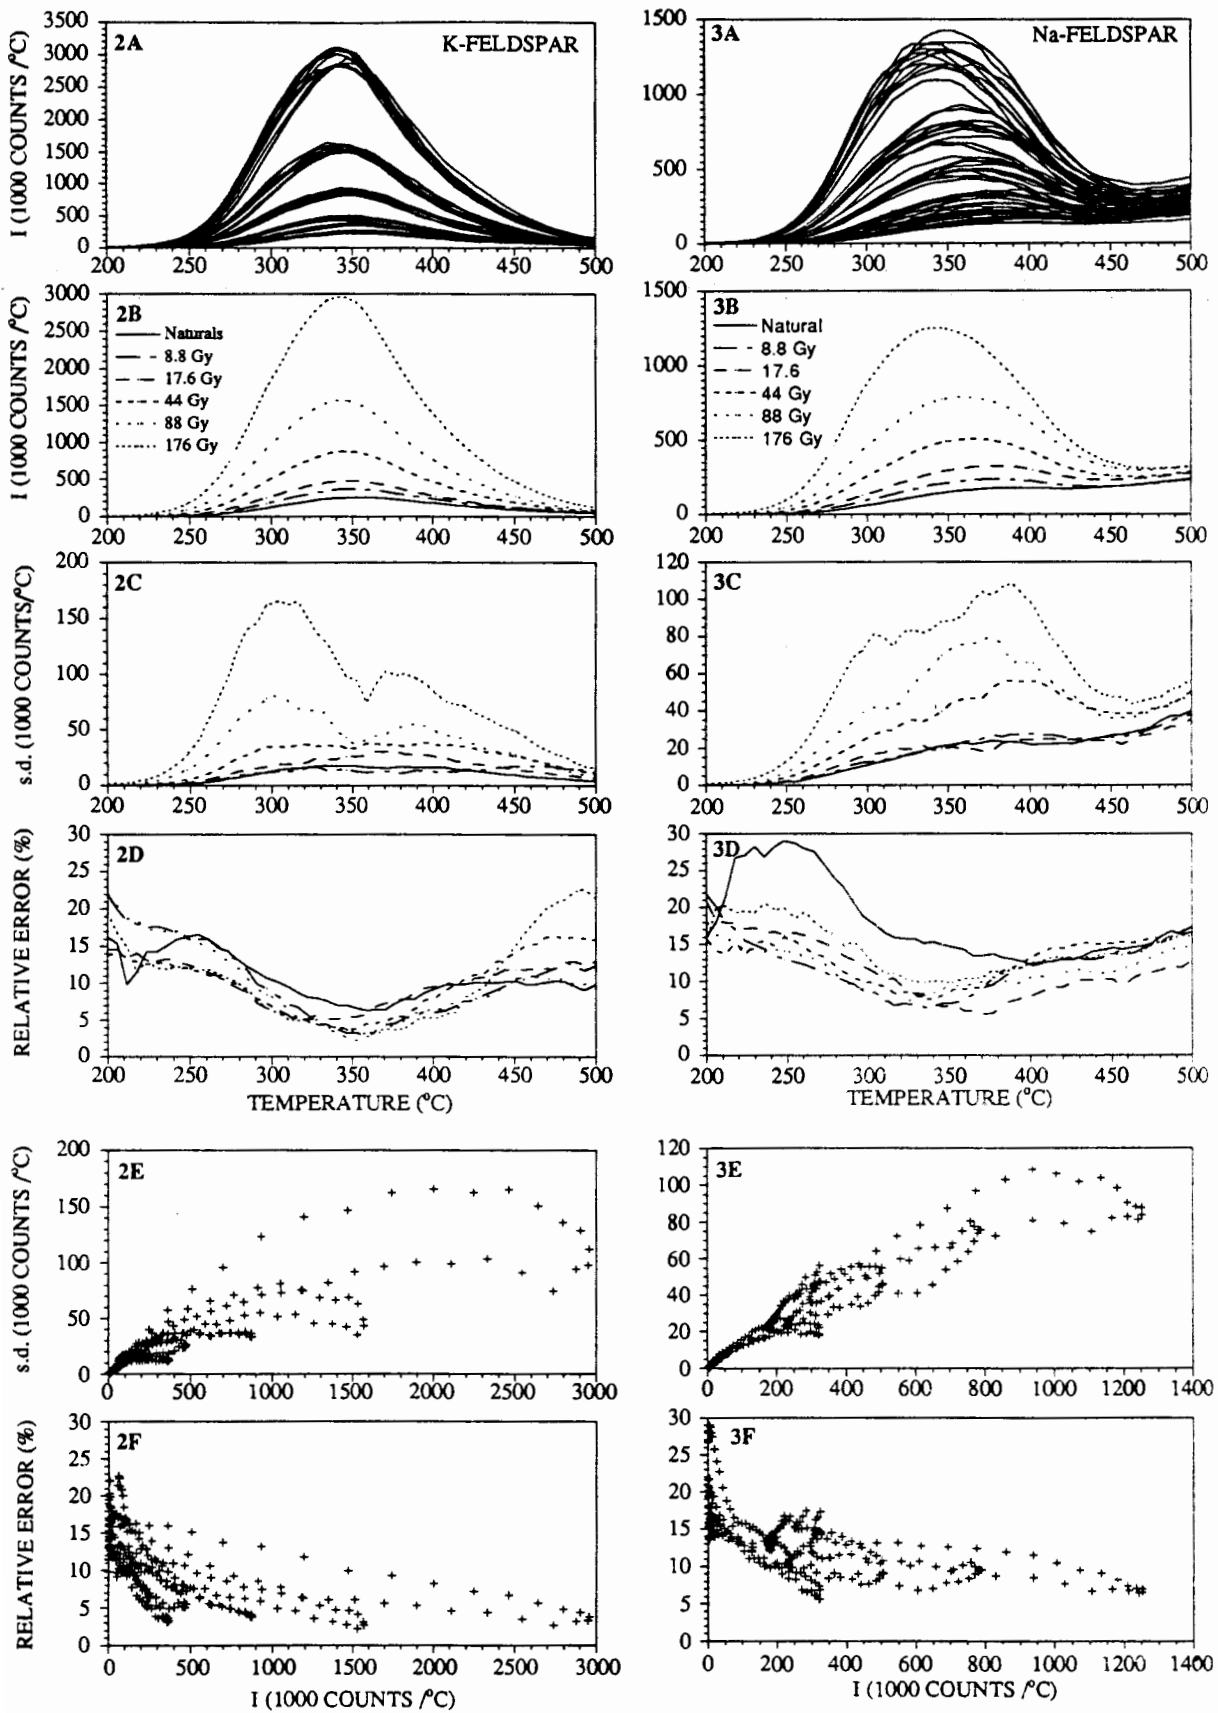 2A
K-FELDSPAR
I (1000 COUNTS /°C)
3500
3000
2500
2000
1500
1000
500
0
200 250 300 350 400 450 500
3A
Na-FELDSPAR
1500
1000
500
0
200 250 300 350 400 450 500
2B
Naturals
8.8 Gy
17.6 Gy
44 Gy
88 Gy
176 Gy
I (1000 COUNTS /°C)
3000
2500
2000
1500
1000
500
0
200 250 300 350 400 450 500
3B
Natural
8.8 Gy
17.6
44 Gy
88 Gy
176 Gy
1500
1000
500
0
200 250 300 350 400 450 500
2C
s.d. (1000 COUNTS/°C)
200
150
100
50
0
200 250 300 350 400 450 500
3C
120
100
80
60
40
20
0
200 250 300 350 400 450 500
2D
RELATIVE ERROR (%)
30
25
20
15
10
5
0
200 250 300 350 400 450 500
TEMPERATURE (°C)
3D
30
25
20
15
10
5
0
200 250 300 350 400 450 500
TEMPERATURE (°C)
2E
s.d. (1000 COUNTS /°C)
200
150
100
50
0
0 500 1000 1500 2000 2500 3000
3E
120
100
80
60
40
20
0
0 200 400 600 800 1000 1200 1400
2F
RELATIVE ERROR (%)
30
25
20
15
10
5
0
0 500 1000 1500 2000 2500 3000
I (1000 COUNTS /°C)
3F
30
25
20
15
10
5
0
0 200 400 600 800 1000 1200 1400
I (1000 COUNTS /°C)